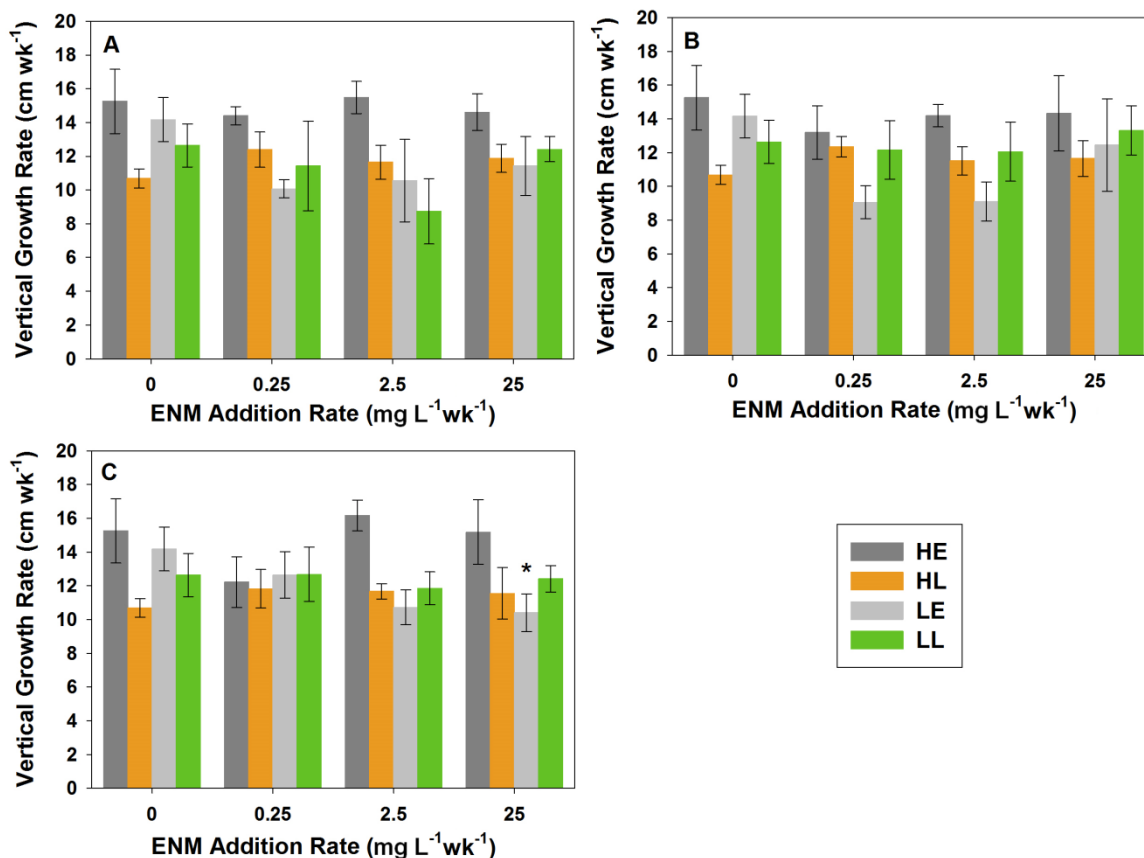 A
Vertical Growth Rate (cm wk⁻¹)
20
18
16
14
12
10
8
6
4
2
0
0 0.25 2.5 25
ENM Addition Rate (mg L⁻¹wk⁻¹)
B
Vertical Growth Rate (cm wk⁻¹)
20
18
16
14
12
10
8
6
4
2
0
0 0.25 2.5 25
ENM Addition Rate (mg L⁻¹wk⁻¹)
C
Vertical Growth Rate (cm wk⁻¹)
20
18
16
14
12
10
8
6
4
2
0
*
0 0.25 2.5 25
ENM Addition Rate (mg L⁻¹wk⁻¹)
HE
HL
LE
LL